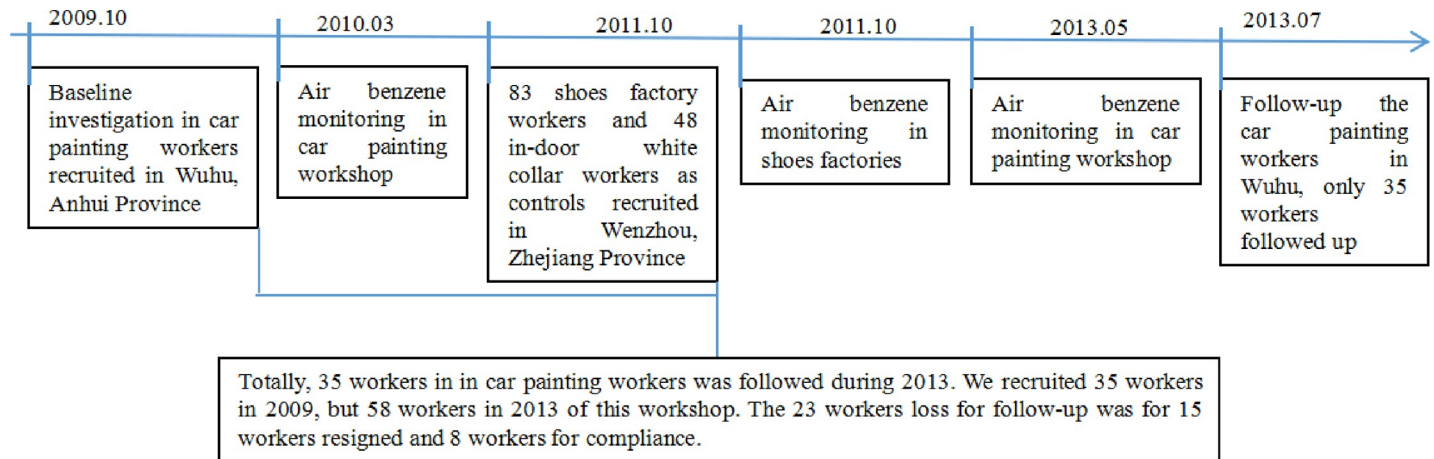 2009.10
2010.03
2011.10
2011.10
2013.05
2013.07
Baseline
investigation in car
painting workers
recruited in Wuhu,
Anhui Province
Air benzene
monitoring in
car painting
workshop
83 shoes factory
workers and 48
in-door white
collar workers as
controls recruited
in Wenzhou,
Zhejiang Province
Air benzene
monitoring in
shoes factories
Air benzene
monitoring in car
painting workshop
Follow-up the
car painting
workers in
Wuhu, only 35
workers
followed up
Totally, 35 workers in in car painting workers was followed during 2013. We recruited 35 workers
in 2009, but 58 workers in 2013 of this workshop. The 23 workers loss for follow-up was for 15
workers resigned and 8 workers for compliance.